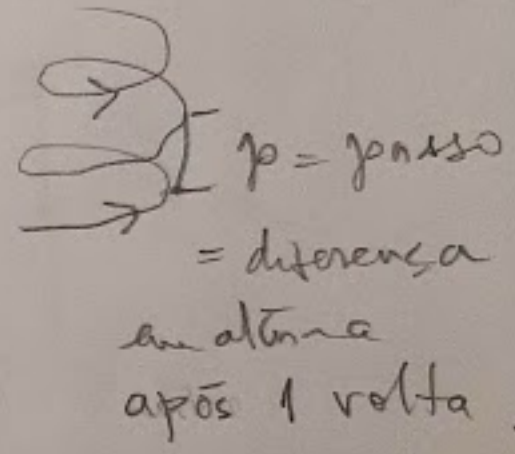 p = passo
= diferença
em altura
após 1 volta